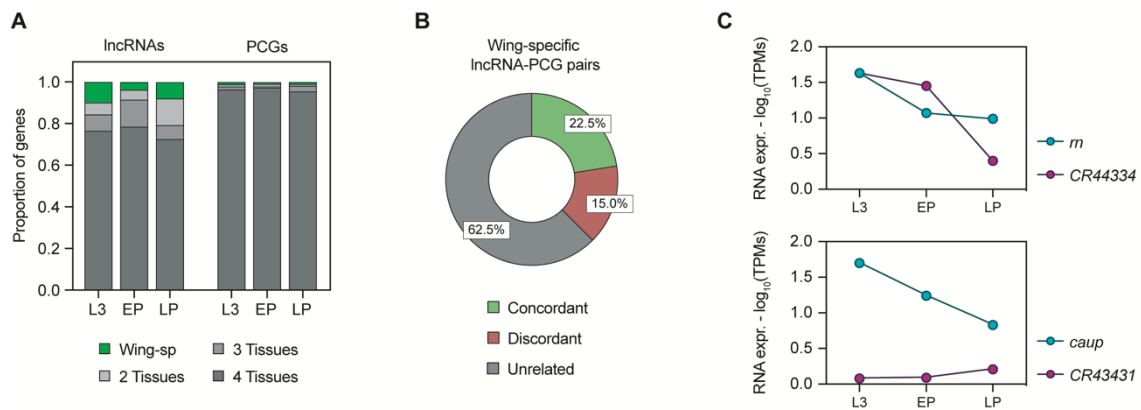 A
lncRNAs
PCGs
Proportion of genes
1.0
0.8
0.6
0.4
0.2
0.0
L3
EP
LP
L3
EP
LP
Wing-sp
3 Tissues
2 Tissues
4 Tissues
B
Wing-specific
lncRNA-PCG pairs
22.5%
15.0%
62.5%
Concordant
Discordant
Unrelated
C
RNA expr. - log10(TPMs)
2.0
1.5
1.0
0.5
0.0
L3
EP
LP
rn
CR44334
RNA expr. - log10(TPMs)
2.0
1.5
1.0
0.5
0.0
L3
EP
LP
caup
CR43431